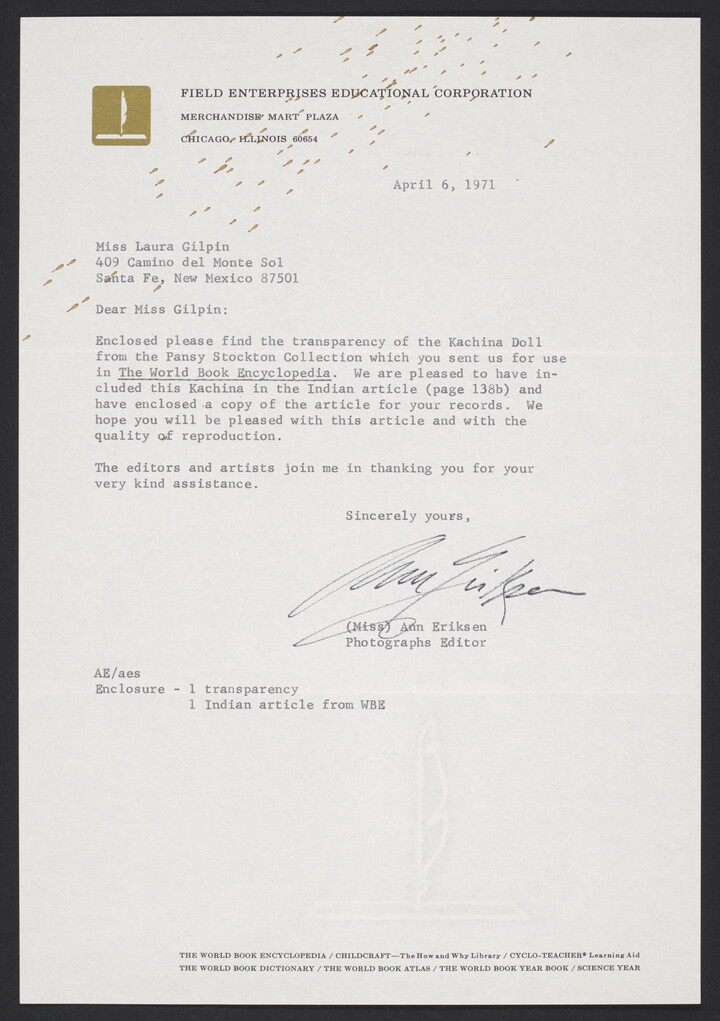 FIELD ENTERPRISES EDUCATIONAL CORPORATION
MERCHANDISE MART PLAZA
CHICAGO, ILLINOIS 60654
April 6, 1971
Miss Laura Gilpin
409 Camino del Monte Sol
Santa Fe, New Mexico 87501
Dear Miss Gilpin:
Enclosed please find the transparency of the Kachina Doll
from the Pansy Stockton Collection which you sent us for use
in The World Book Encyclopedia. We are pleased to have in-
cluded this Kachina in the Indian article (page 138b) and
have enclosed a copy of the article for your records. We
hope you will be pleased with this article and with the
quality of reproduction.
The editors and artists join me in thanking you for your
very kind assistance.
Sincerely yours,
Ann Eriksen
(Miss) Ann Eriksen
Photographs Editor
AE/aes
Enclosure - 1 transparency
1 Indian article from WBE
THE WORLD BOOK ENCYCLOPEDIA / CHILDCRAFT—The How and Why Library / CYCLO-TEACHER® Learning Aid
THE WORLD BOOK DICTIONARY / THE WORLD BOOK ATLAS / THE WORLD BOOK YEAR BOOK / SCIENCE YEAR